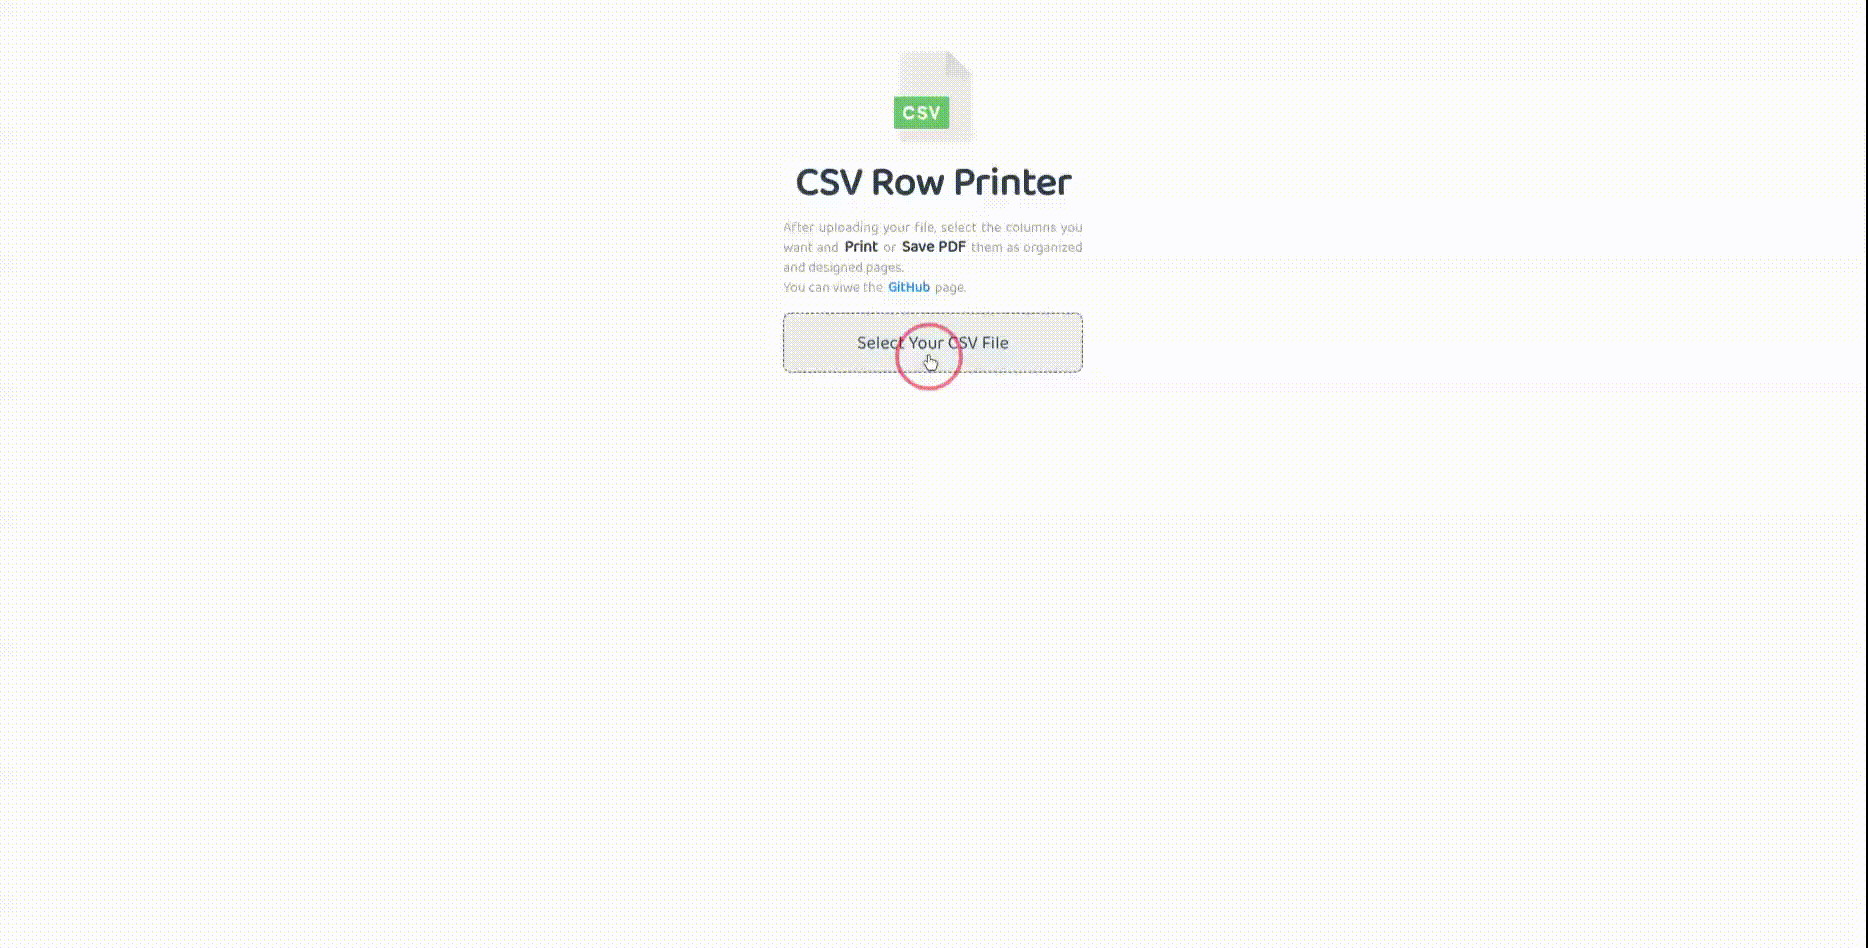 CSV
CSV Row Printer
After uploading your file, select the columns you
want and Print or Save PDF them as organized
and designed pages.
You can viwe the GitHub page.
Select Your CSV File